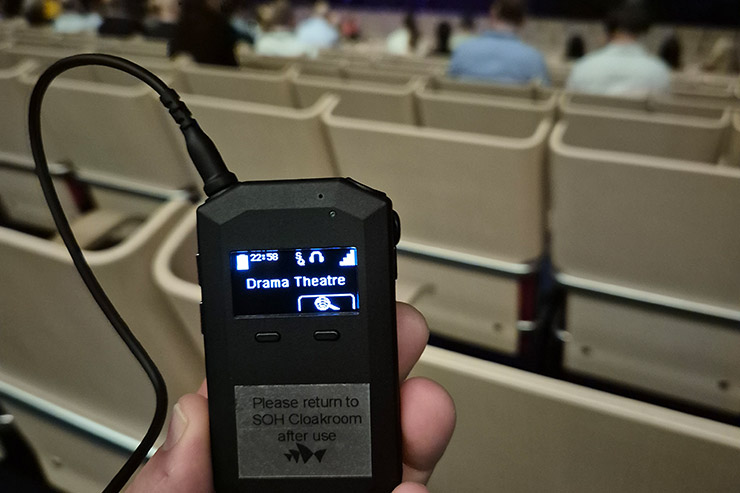 22:58
Drama Theatre
Please return to
SOH Cloakroom
after use